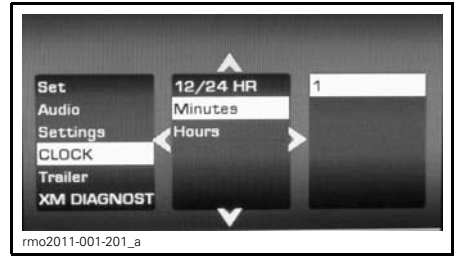 Set
Audio
Settings
CLOCK
Trailer
XM DIAGNOST
12/24 HR
Minutes
Hours
1
rmo2011-001-201_a